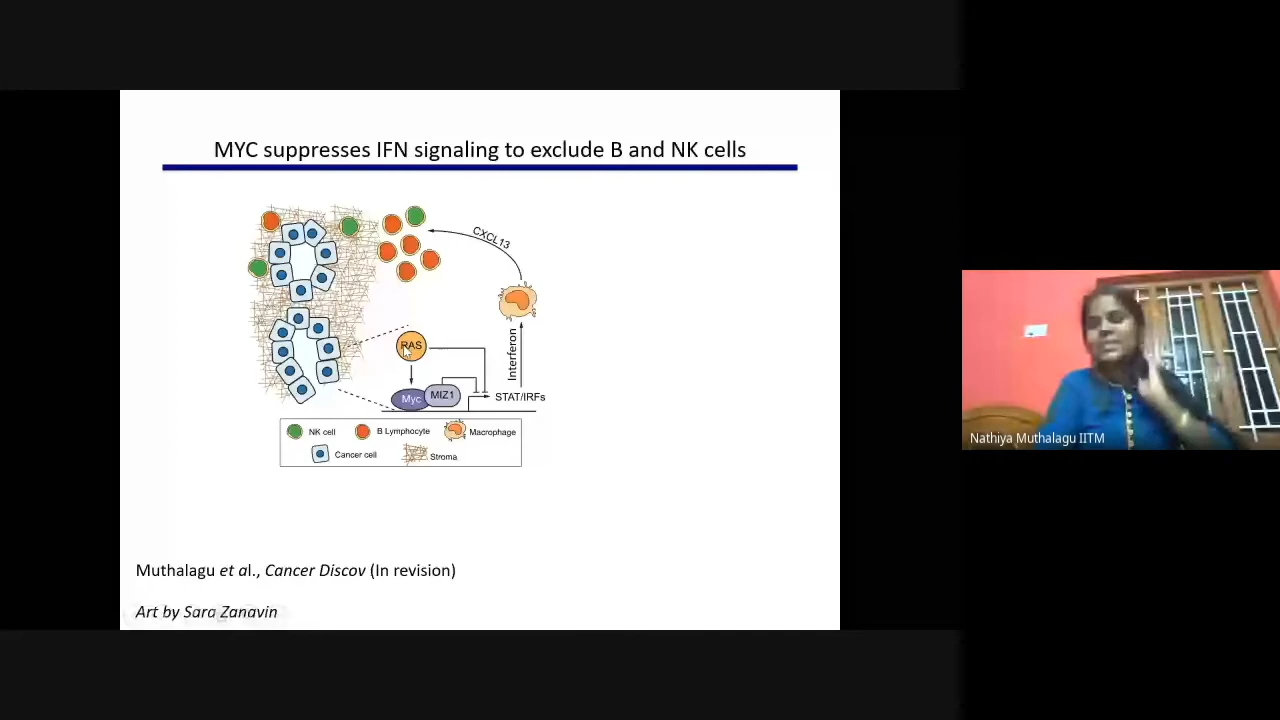 MYC suppresses IFN signaling to exclude B and NK cells
CXCL13
RAS
Interferon
Myc
MIZ1
STAT/IRFs
NK cell
B Lymphocyte
Macrophage
Cancer cell
Stroma
Muthalagu et al., Cancer Discov (In revision)
Art by Sara Zanavin
Nathiya Muthalagu IITM